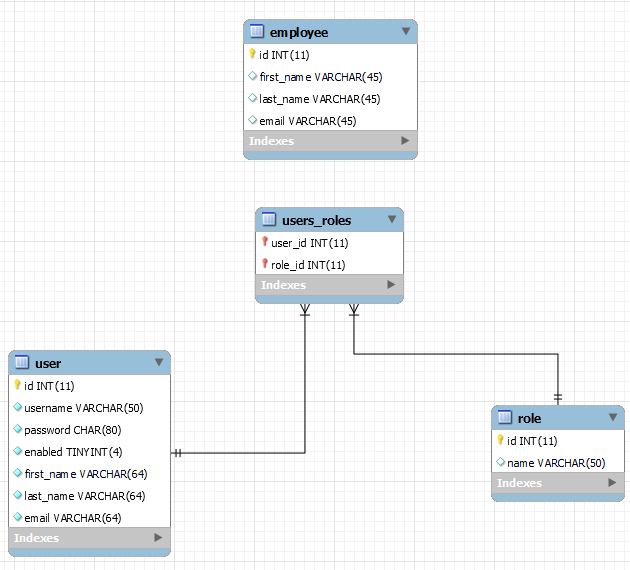 employee
id INT(11)
first_name VARCHAR(45)
last_name VARCHAR(45)
email VARCHAR(45)
Indexes
users_roles
user_id INT(11)
role_id INT(11)
Indexes
user
id INT(11)
username VARCHAR(50)
password CHAR(80)
enabled TINYINT(4)
first_name VARCHAR(64)
last_name VARCHAR(64)
email VARCHAR(64)
Indexes
role
id INT(11)
name VARCHAR(50)
Indexes